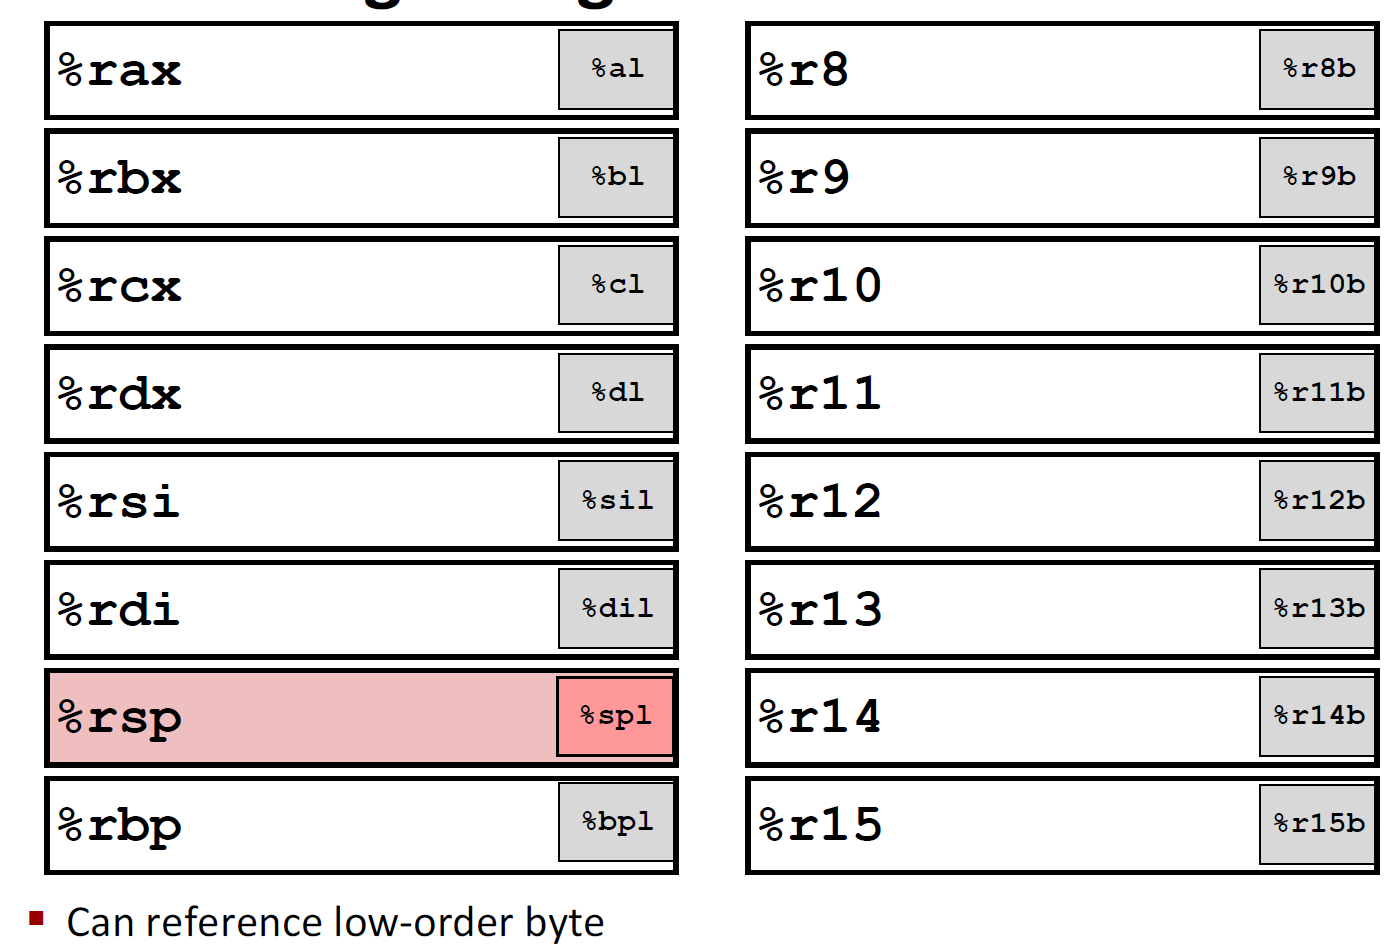 %rax %al %r8 %r8b
%rbx %bl %r9 %r9b
%rcx %cl %r10 %r10b
%rdx %dl %r11 %r11b
%rsi %sil %r12 %r12b
%rdi %dil %r13 %r13b
%rsp %spl %r14 %r14b
%rbp %bpl %r15 %r15b
▪ Can reference low-order byte